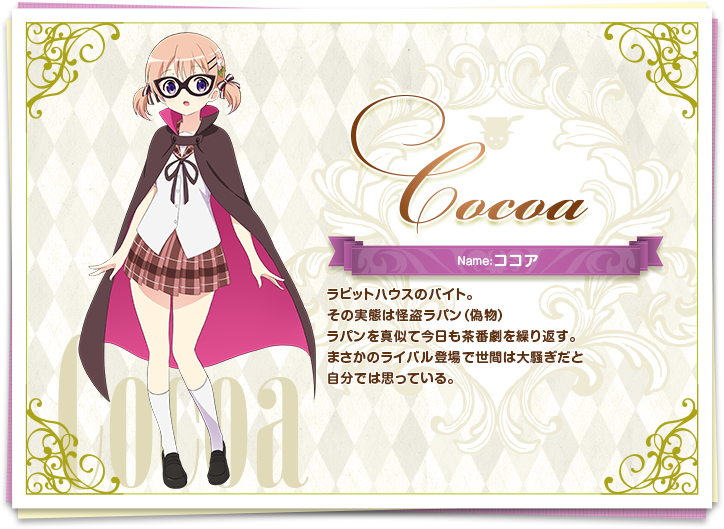 Cocoa
Name:ココア
ラビットハウスのバイト。
その実態は怪盗ラパン（偽物）
ラパンを真似て今日も茶番劇を繰り返す。
まさかのライバル登場で世間は大騒ぎだと
自分では思っている。
Cocoa